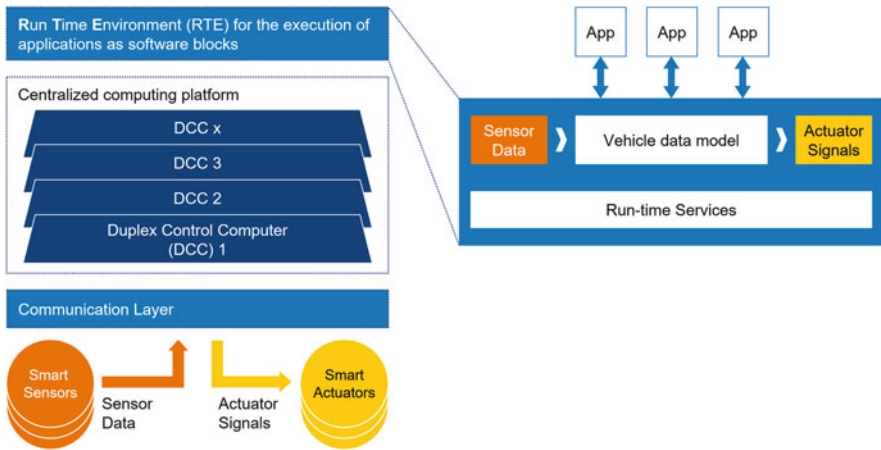 Run Time Environment (RTE) for the execution of
applications as software blocks
Centralized computing platform
DCC x
DCC 3
DCC 2
Duplex Control Computer
(DCC) 1
Communication Layer
Smart
Sensors
Sensor
Data
Actuator
Signals
Smart
Actuators
App
App
App
Sensor
Data
Vehicle data model
Actuator
Signals
Run-time Services